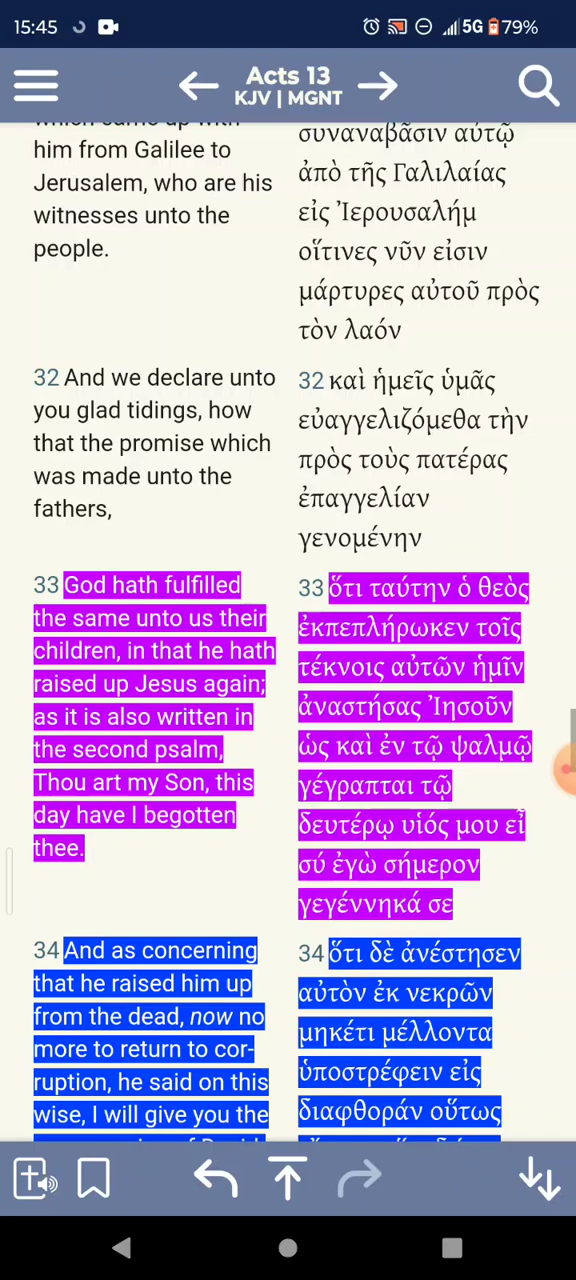 15:45
5G 79%
Acts 13
KJV | MGNT
which came up with
him from Galilee to
Jerusalem, who are his
witnesses unto the
people.
συναναβᾶσιν αὐτῷ
ἀπὸ τῆς Γαλιλαίας
εἰς Ἰερουσαλήμ
οἵτινες νῦν εἰσιν
μάρτυρες αὐτοῦ πρὸς
τὸν λαόν
32 And we declare unto
you glad tidings, how
that the promise which
was made unto the
fathers,
32 καὶ ἡμεῖς ὑμᾶς
εὐαγγελιζόμεθα τὴν
πρὸς τοὺς πατέρας
ἐπαγγελίαν
γενομένην
33 God hath fulfilled
the same unto us their
children, in that he hath
raised up Jesus again;
as it is also written in
the second psalm,
Thou art my Son, this
day have I begotten
thee.
33 ὅτι ταύτην ὁ θεὸς
ἐκπεπλήρωκεν τοῖς
τέκνοις αὐτῶν ἡμῖν
ἀναστήσας Ἰησοῦν
ὡς καὶ ἐν τῷ ψαλμῷ
γέγραπται τῷ
δευτέρῳ υἱός μου εἶ
σύ ἐγὼ σήμερον
γεγέννηκά σε
34 And as concerning
that he raised him up
from the dead, now no
more to return to cor-
ruption, he said on this
wise, I will give you the
34 ὅτι δὲ ἀνέστησεν
αὐτὸν ἐκ νεκρῶν
μηκέτι μέλλοντα
ὑποστρέφειν εἰς
διαφθοράν οὕτως